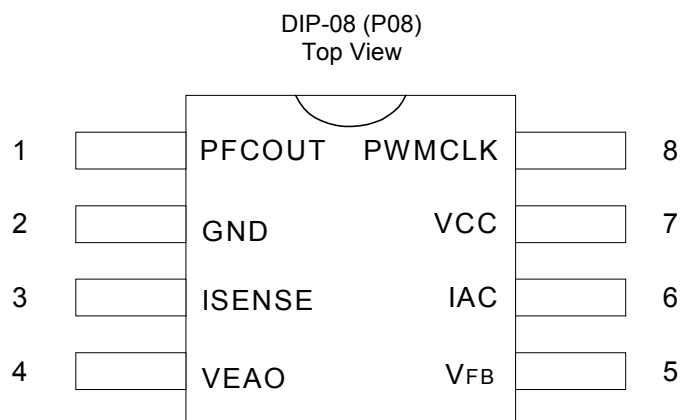 DIP-08 (P08)
Top View
1 PFCOUT PWMCLK 8
2 GND VCC 7
3 ISENSE IAC 6
4 VEAO VFB 5